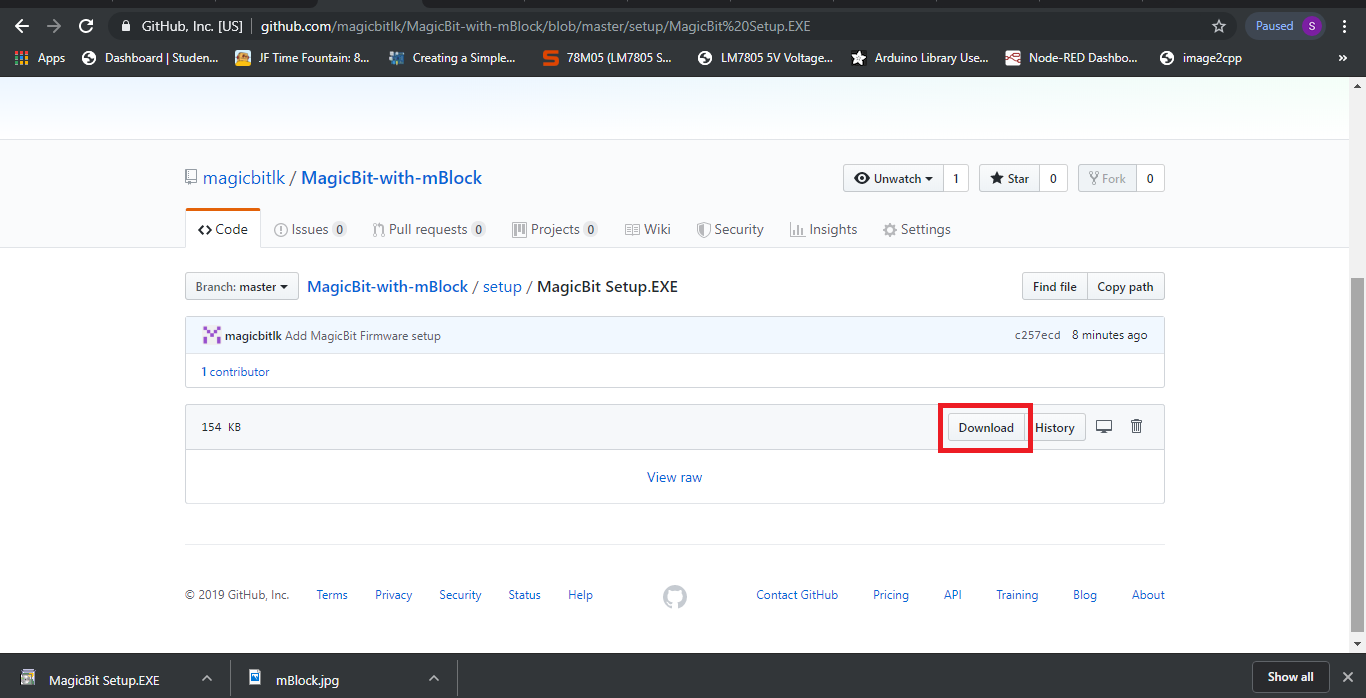 GitHub, Inc. [US] github.com/magicbitlk/MagicBit-with-mBlock/blob/master/setup/MagicBit%20Setup.EXE Paused S
Apps Dashboard | Studen... JF Time Fountain: 8... Creating a Simple... S 78M05 (LM7805 S... LM7805 5V Voltage... Arduino Library Use... Node-RED Dashbo... image2cpp »
magicbitlk / MagicBit-with-mBlock Unwatch 1 Star 0 Fork 0
Code Issues 0 Pull requests 0 Projects 0 Wiki Security Insights Settings
Branch: master MagicBit-with-mBlock / setup / MagicBit Setup.EXE Find file Copy path
magicbitlk Add MagicBit Firmware setup c257ecd 8 minutes ago
1 contributor
154 KB Download History
View raw
© 2019 GitHub, Inc. Terms Privacy Security Status Help Contact GitHub Pricing API Training Blog About
MagicBit Setup.EXE mBlock.jpg Show all